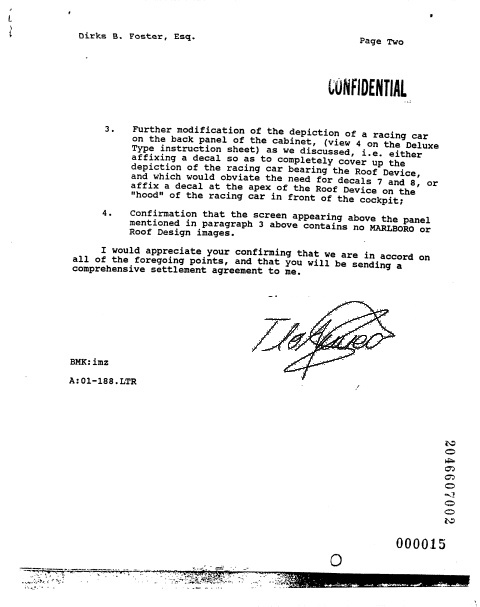 Dirks B. Foster, Esq.
Page Two
CONFIDENTIAL
3. Further modification of the depiction of a racing car
on the back panel of the cabinet, (view 4 on the Deluxe
Type instruction sheet) as we discussed, i.e. either
affixing a decal so as to completely cover up the
depiction of the racing car bearing the Roof Device,
and which would obviate the need for decals 7 and 8, or
affix a decal at the apex of the Roof Device on the
"hood" of the racing car in front of the cockpit;
4. Confirmation that the screen appearing above the panel
mentioned in paragraph 3 above contains no MARLBORO or
Roof Design images.
I would appreciate your confirming that we are in accord on
all of the foregoing points, and that you will be sending a
comprehensive settlement agreement to me.
BMK:imz
A:01-188.LTR
2046607002
000015